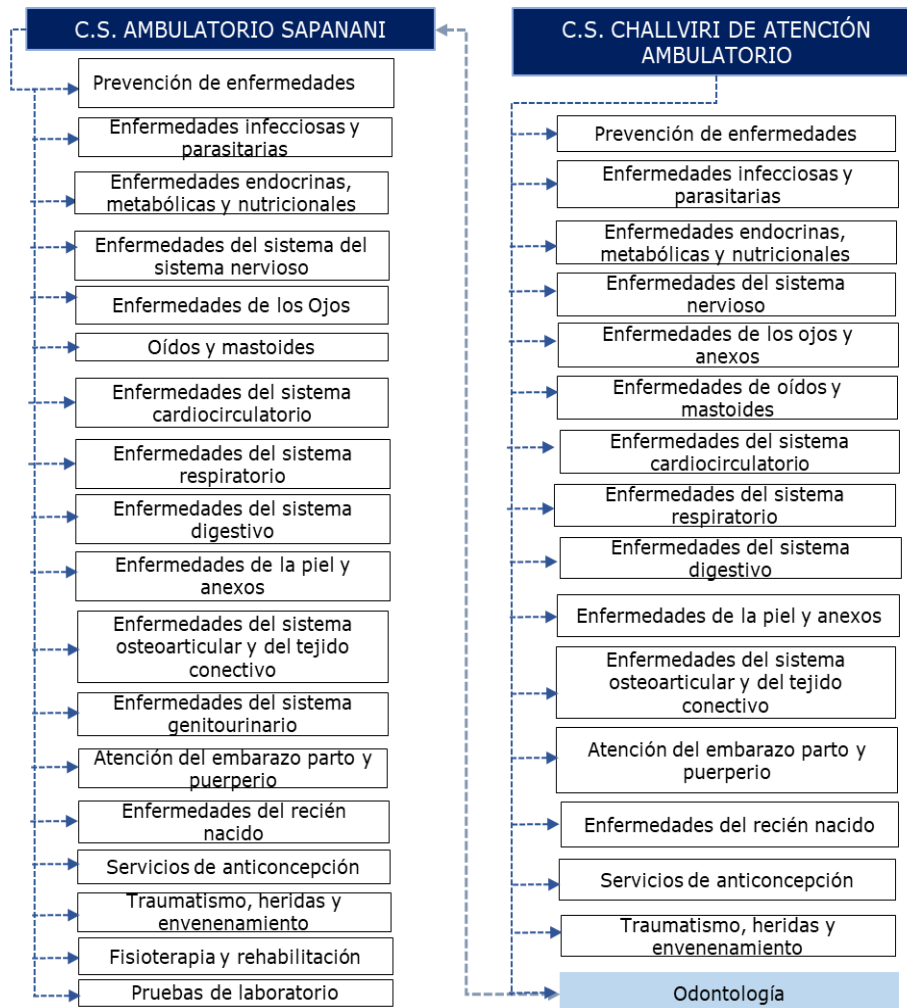 C.S. AMBULATORIO SAPANANI
Prevención de enfermedades
Enfermedades infecciosas y
parasitarias
Enfermedades endocrinas,
metabólicas y nutricionales
Enfermedades del sistema del
sistema nervioso
Enfermedades de los Ojos
Oídos y mastoides
Enfermedades del sistema
cardiocirculatorio
Enfermedades del sistema
respiratorio
Enfermedades del sistema
digestivo
Enfermedades de la piel y
anexos
Enfermedades del sistema
osteoarticular y del tejido
conectivo
Enfermedades del sistema
genitourinario
Atención del embarazo parto y
puerperio
Enfermedades del recién
nacido
Servicios de anticoncepción
Traumatismo, heridas y
envenenamiento
Fisioterapia y rehabilitación
Pruebas de laboratorio
C.S. CHALLVIRI DE ATENCIÓN
AMBULATORIO
Prevención de enfermedades
Enfermedades infecciosas y
parasitarias
Enfermedades endocrinas,
metabólicas y nutricionales
Enfermedades del sistema
nervioso
Enfermedades de los ojos y
anexos
Enfermedades de oídos y
mastoides
Enfermedades del sistema
cardiocirculatorio
Enfermedades del sistema
respiratorio
Enfermedades del sistema
digestivo
Enfermedades de la piel y anexos
Enfermedades del sistema
osteoarticular y del tejido
conectivo
Atención del embarazo parto y
puerperio
Enfermedades del recién nacido
Servicios de anticoncepción
Traumatismo, heridas y
envenenamiento
Odontología